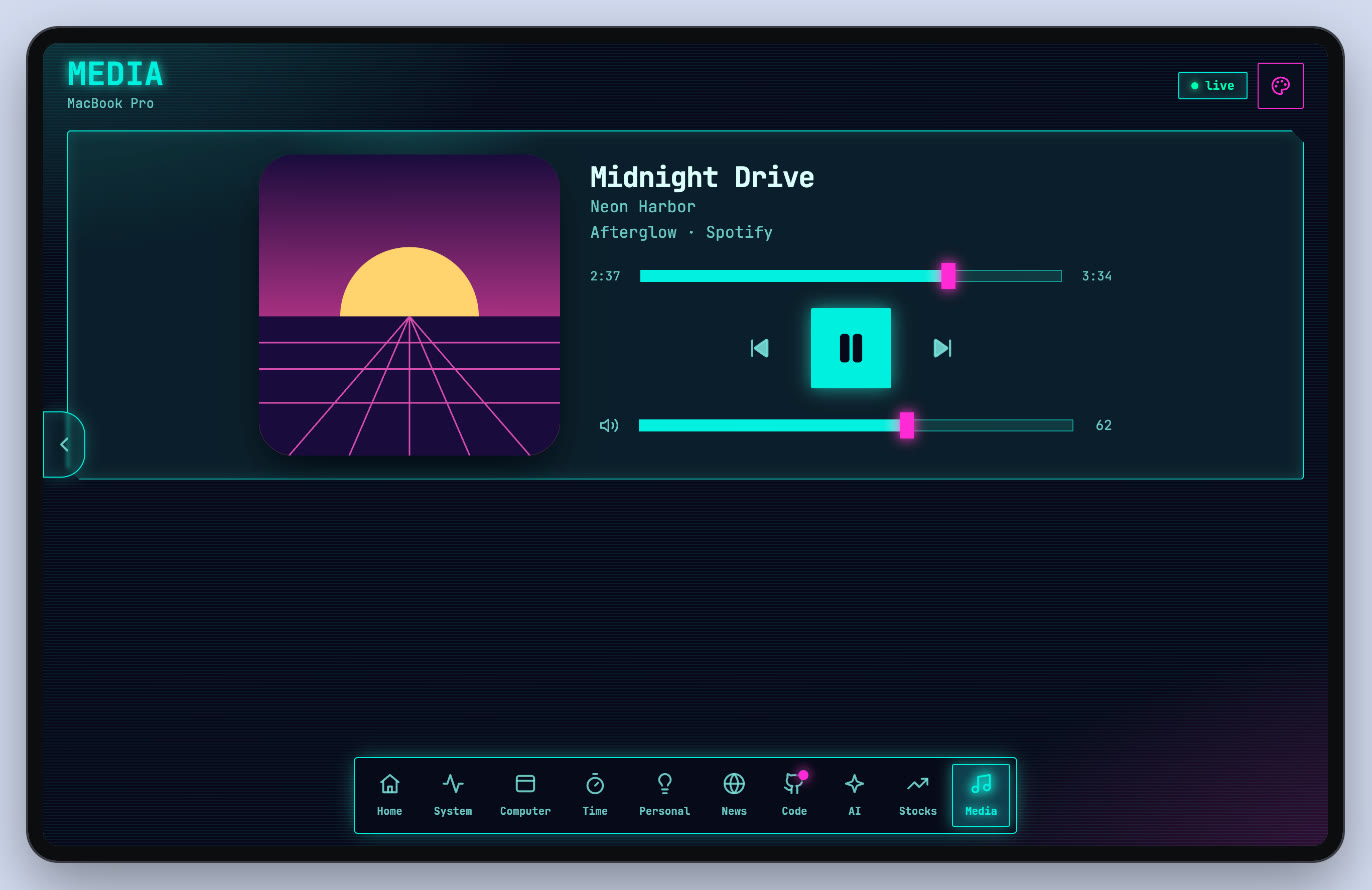 MEDIA
MacBook Pro
live
Midnight Drive
Neon Harbor
Afterglow · Spotify
2:37
3:34
62
Home
System
Computer
Time
Personal
News
Code
AI
Stocks
Media